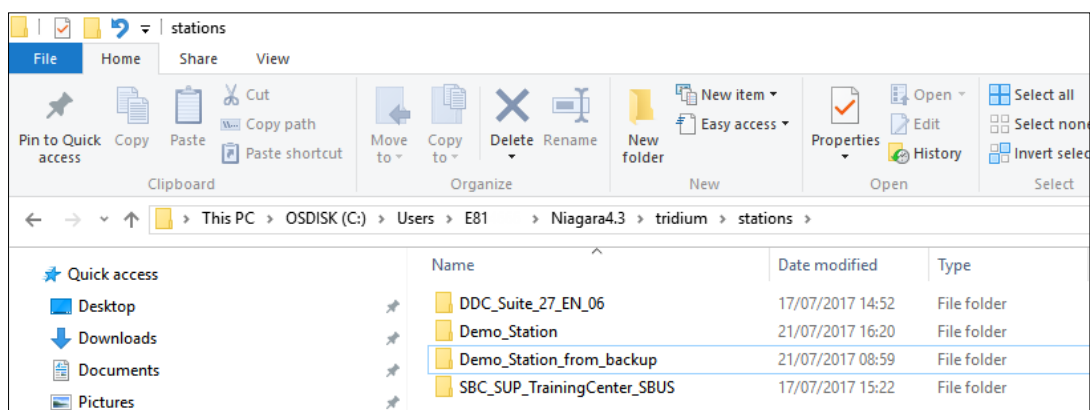 stations
File Home Share View
Pin to Quick access
Copy
Paste
Cut
Copy path
Paste shortcut
Clipboard
Move to
Copy to
Delete
Rename
Organize
New folder
New item
Easy access
New
Properties
Open
Edit
History
Open
Select all
Select none
Invert selec
Select
This PC > OSDISK (C:) > Users > E81 > Niagara4.3 > tridium > stations >
Name Date modified Type
Quick access
Desktop
Downloads
Documents
Pictures
DDC_Suite_27_EN_06 17/07/2017 14:52 File folder
Demo_Station 21/07/2017 16:20 File folder
Demo_Station_from_backup 21/07/2017 08:59 File folder
SBC_SUP_TrainingCenter_SBUS 17/07/2017 15:22 File folder